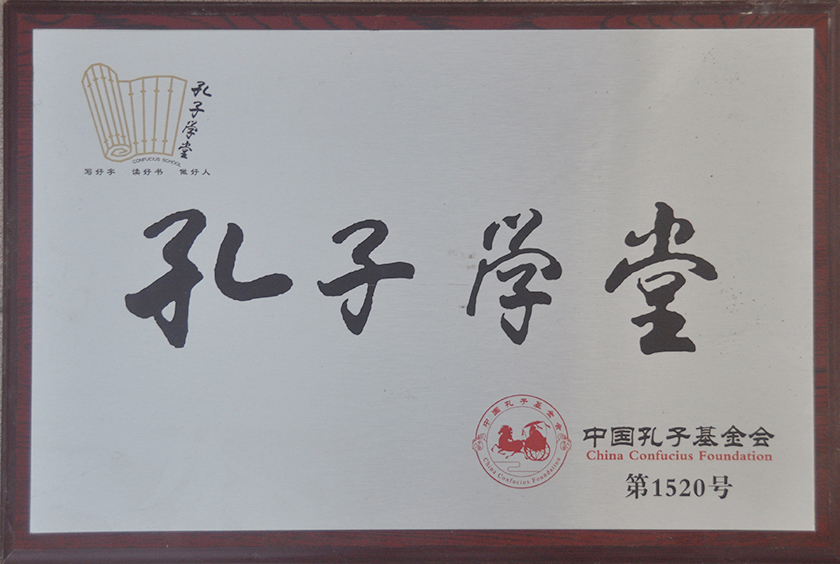 孔子学堂
CONFUCIUS SCHOOL
写好字 读好书 做好人
孔子学堂
中国孔子基金会
China Confucius Foundation
中国孔子基金会
China Confucius Foundation
第1520号